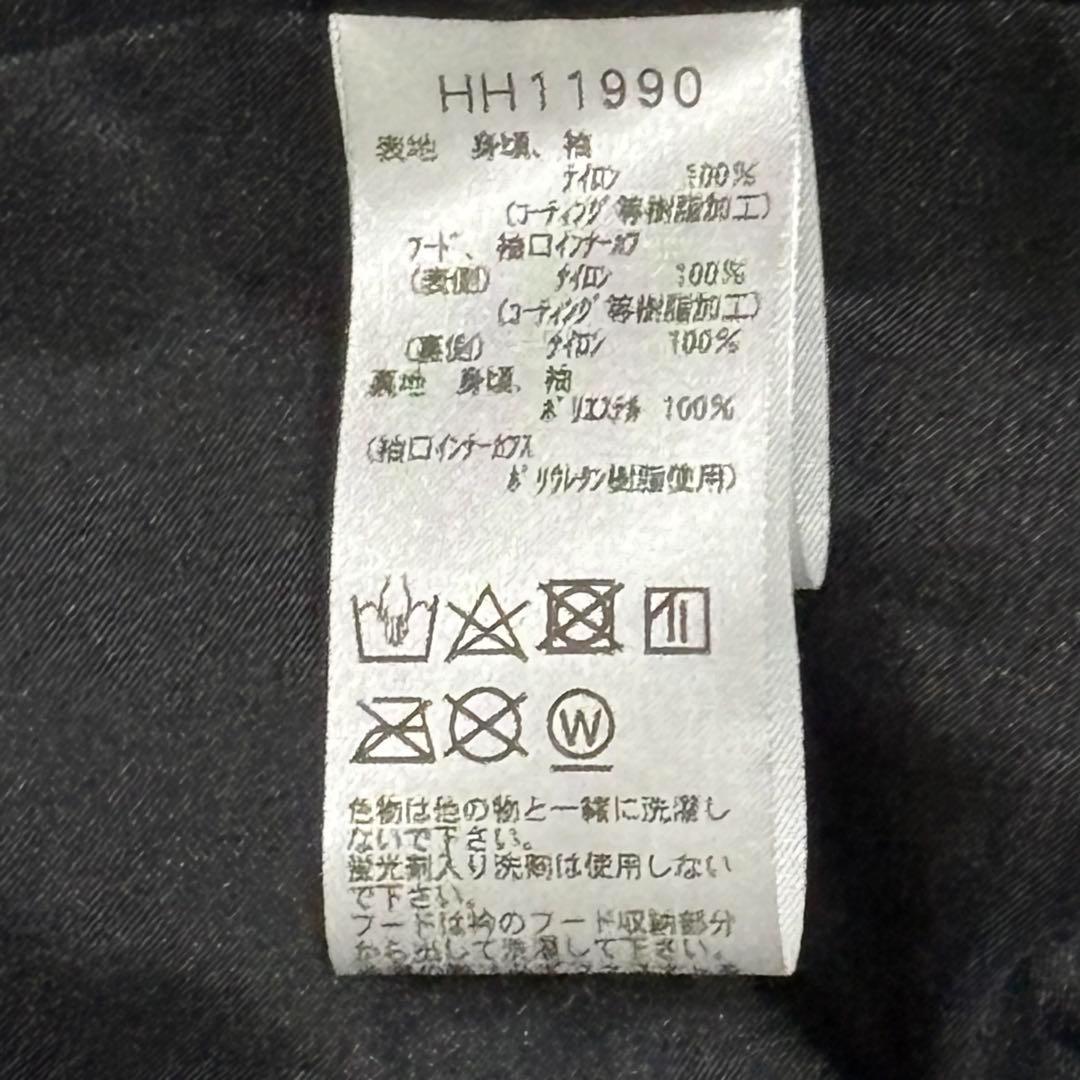 HH11990
表地 身頃、袖
ナイロン 100%
(コーティング等樹脂加工)
フード、袖口インナーカフ
(表側) ナイロン 100%
(コーティング等樹脂加工)
(裏側) ナイロン 100%
裏地 身頃、袖
ポリエステル 100%
(袖口インナーカフス
ポリウレタン樹脂使用)
W
色物は他の物と一緒に洗濯し
ないで下さい。
蛍光剤入り洗剤は使用しない
で下さい。
フードは衿のフード収納部分
から出して洗濯して下さい。